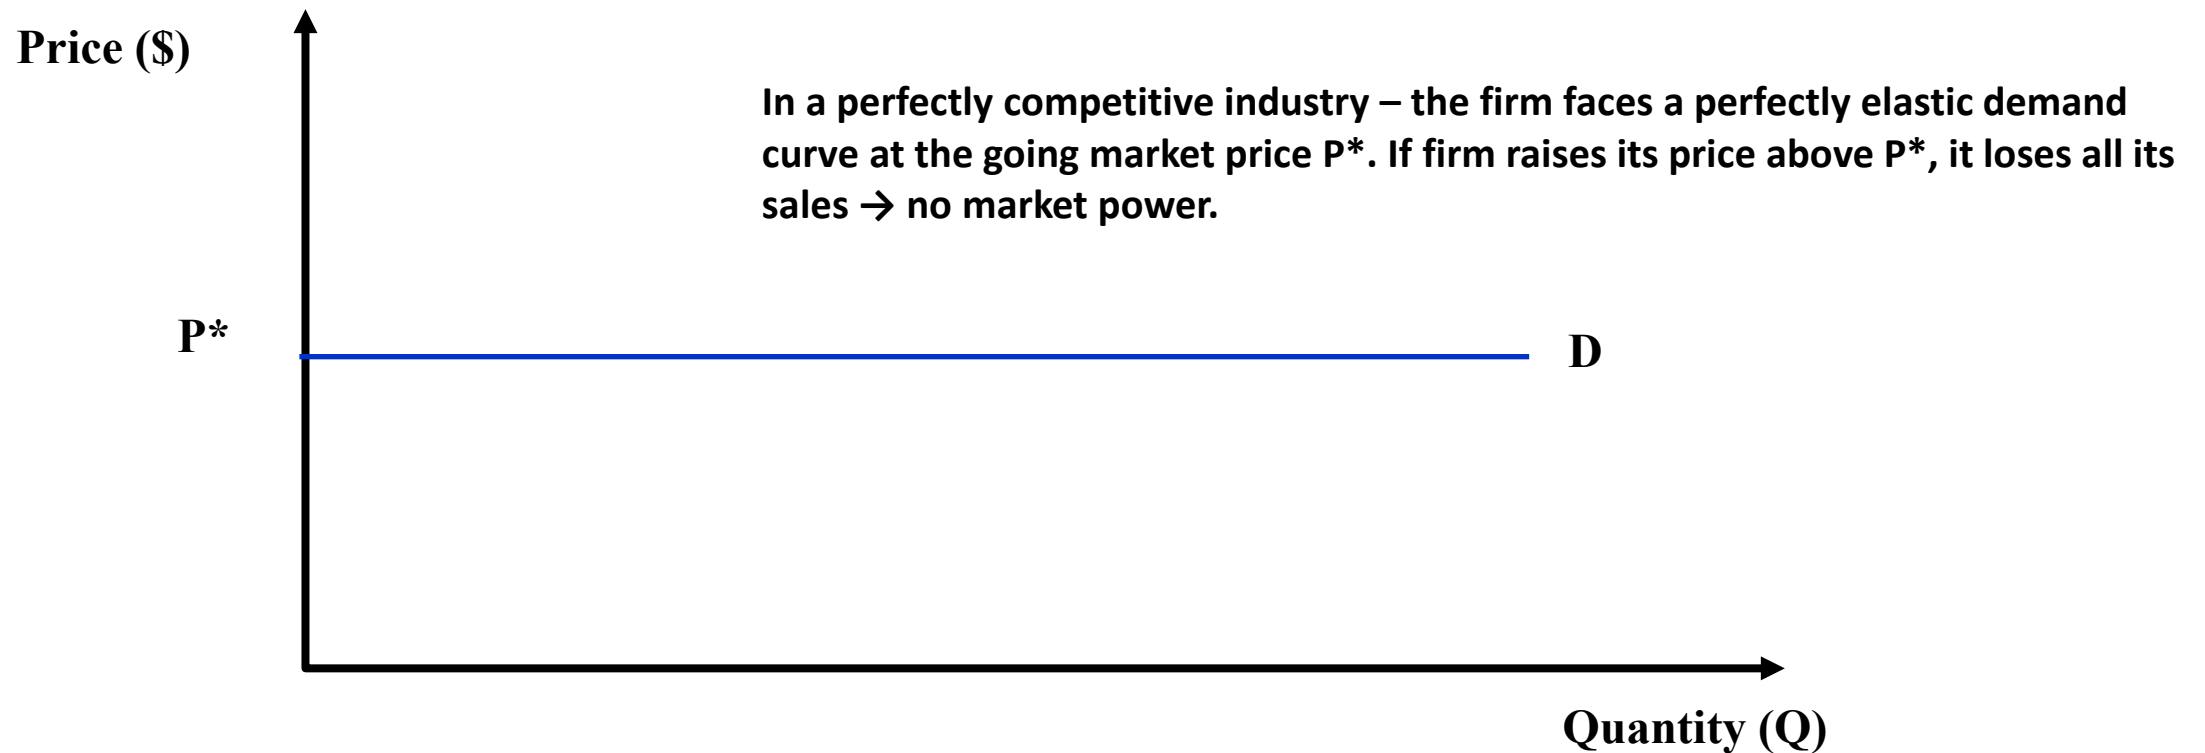 Price ($)
In a perfectly competitive industry – the firm faces a perfectly elastic demand
curve at the going market price P*. If firm raises its price above P*, it loses all its
sales → no market power.
P*
D
Quantity (Q)